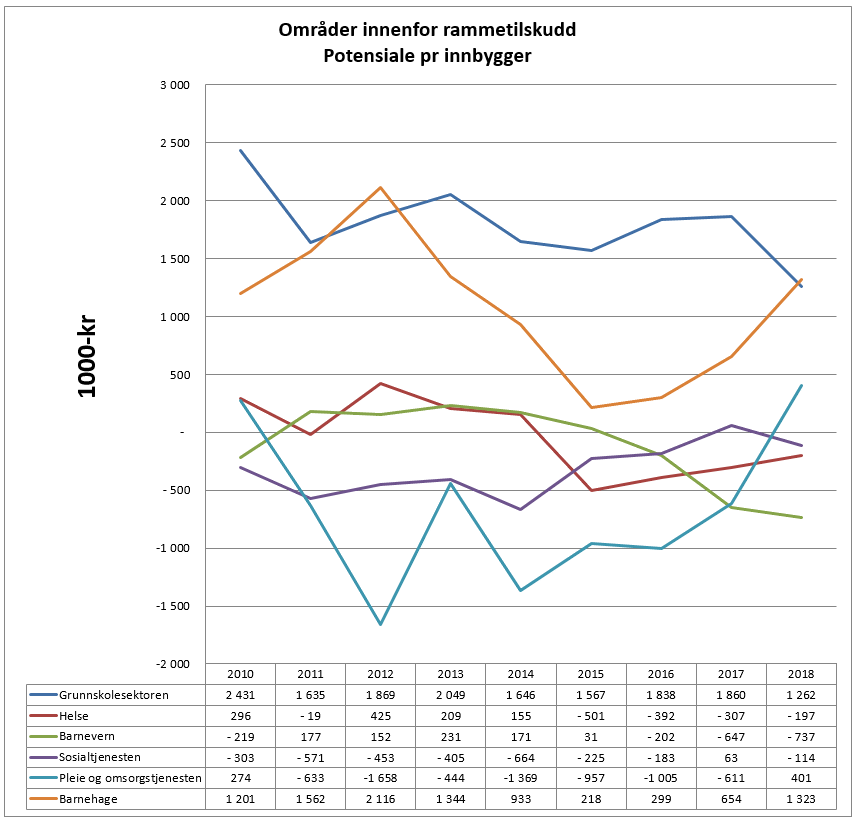 Områder innenfor rammetilskudd
Potensiale pr innbygger
1000-kr
3 000
2 500
2 000
1 500
1 000
500
-
- 500
-1 000
-1 500
-2 000
2010 2011 2012 2013 2014 2015 2016 2017 2018
Grunnskolesektoren 2 431 1 635 1 869 2 049 1 646 1 567 1 838 1 860 1 262
Helse 296 - 19 425 209 155 - 501 - 392 - 307 - 197
Barnevern - 219 177 152 231 171 31 - 202 - 647 - 737
Sosialtjenesten - 303 - 571 - 453 - 405 - 664 - 225 - 183 63 - 114
Pleie og omsorgstjenesten 274 - 633 -1 658 - 444 -1 369 - 957 -1 005 - 611 401
Barnehage 1 201 1 562 2 116 1 344 933 218 299 654 1 323